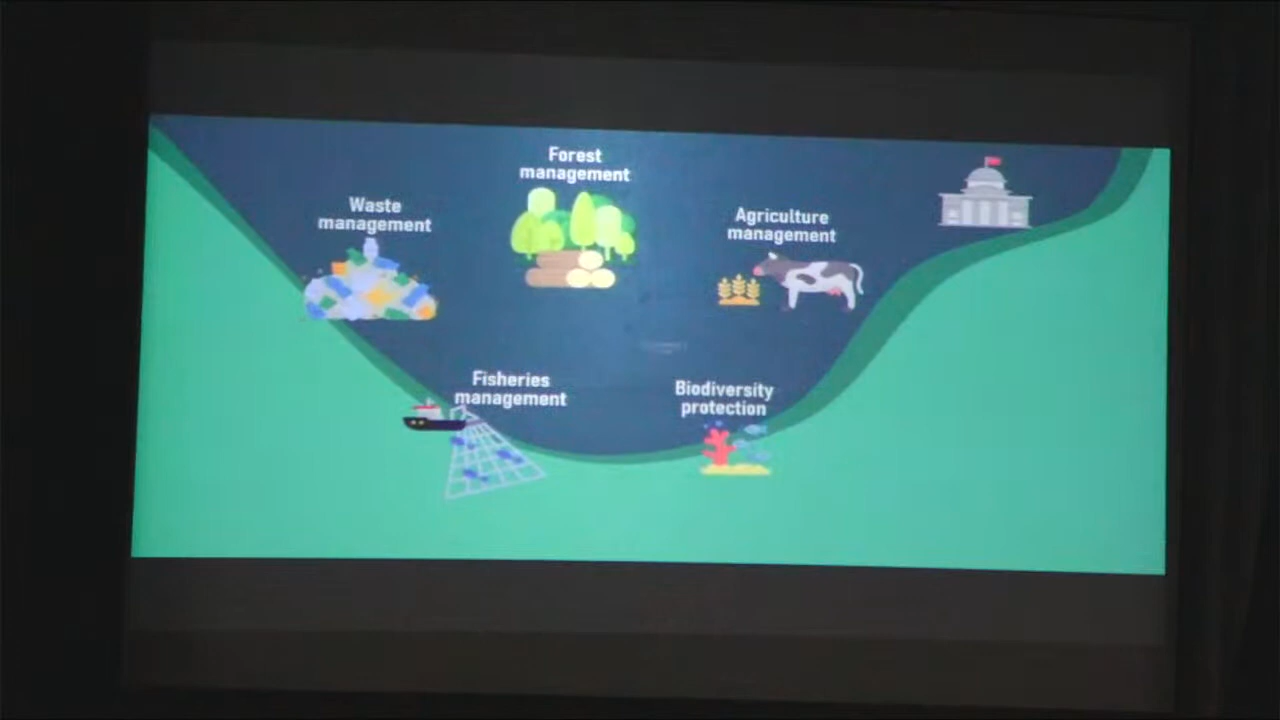 Forest
management
Waste
management
Agriculture
management
Fisheries
management
Biodiversity
protection